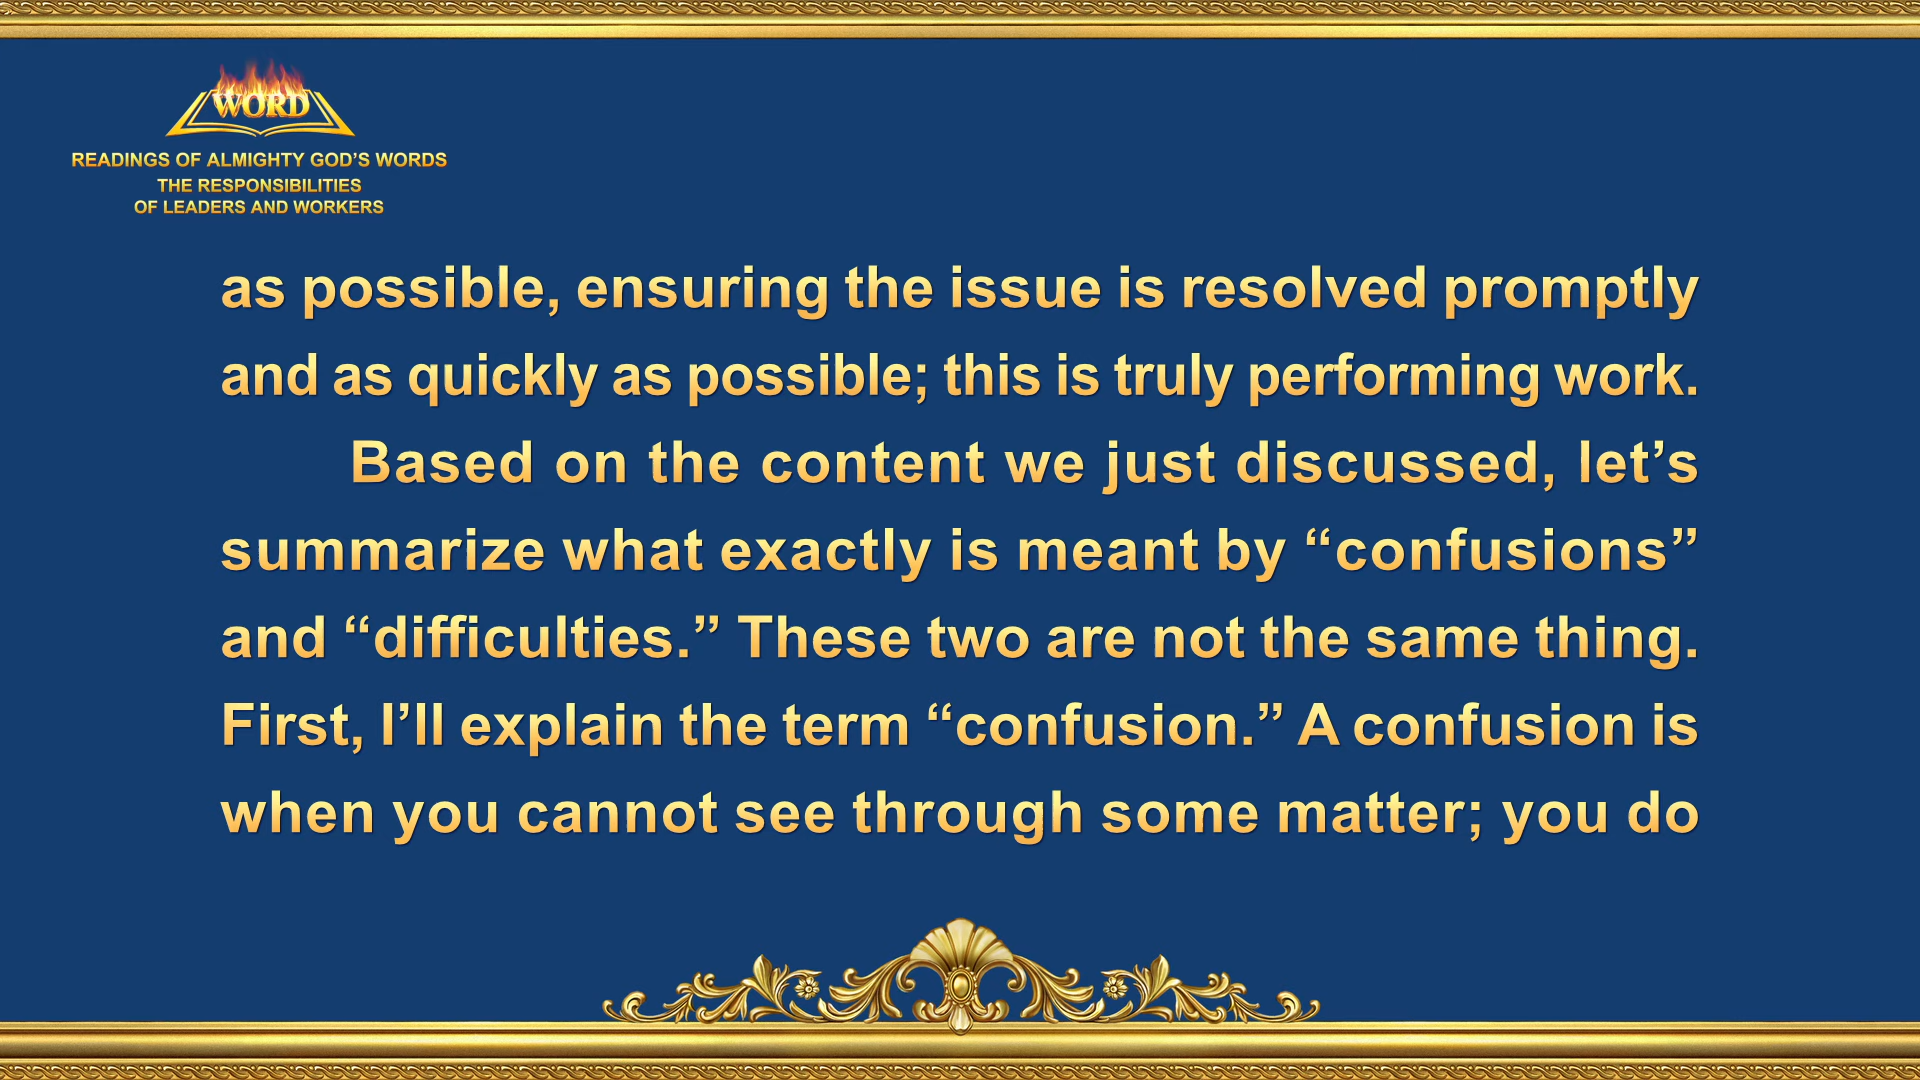 WORD
READINGS OF ALMIGHTY GOD’S WORDS
THE RESPONSIBILITIES
OF LEADERS AND WORKERS
as possible, ensuring the issue is resolved promptly
and as quickly as possible; this is truly performing work.
Based on the content we just discussed, let’s
summarize what exactly is meant by “confusions”
and “difficulties.” These two are not the same thing.
First, I’ll explain the term “confusion.” A confusion is
when you cannot see through some matter; you do